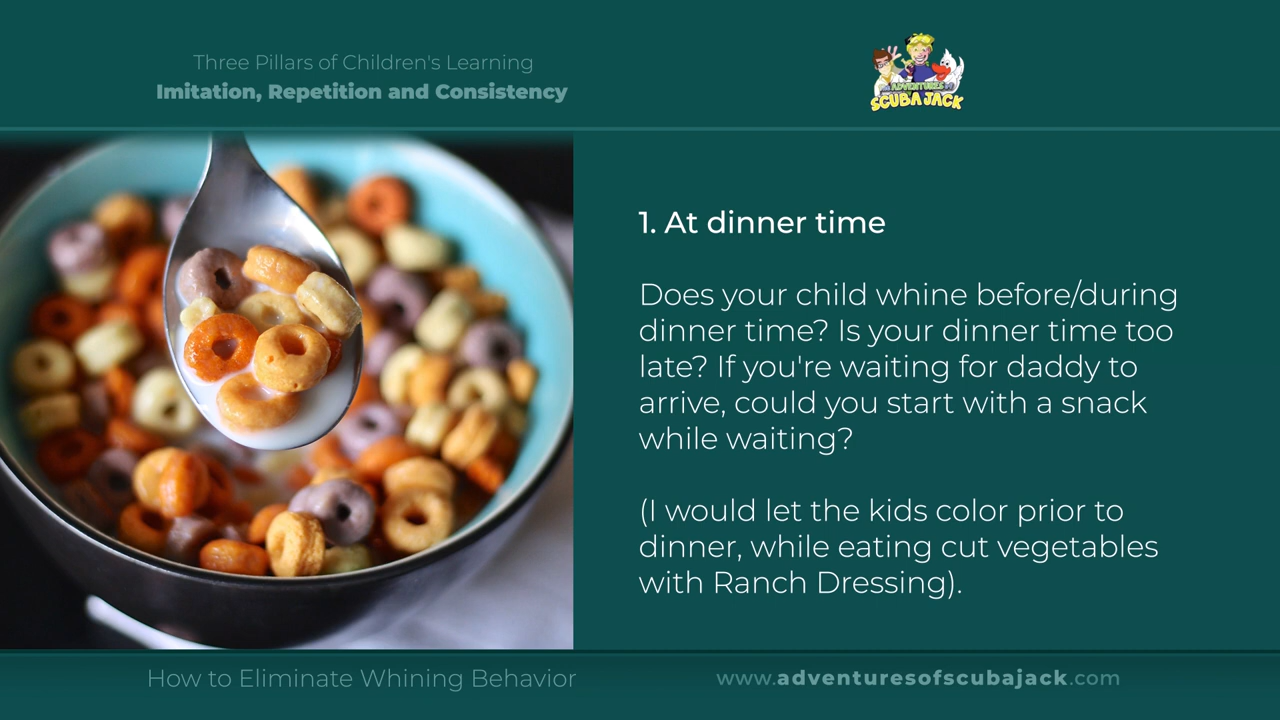 Three Pillars of Children's Learning
Imitation, Repetition and Consistency
ADVENTURES OF
SCUBA JACK
1. At dinner time
Does your child whine before/during
dinner time? Is your dinner time too
late? If you're waiting for daddy to
arrive, could you start with a snack
while waiting?
(I would let the kids color prior to
dinner, while eating cut vegetables
with Ranch Dressing).
How to Eliminate Whining Behavior
www.adventuresofscubajack.com